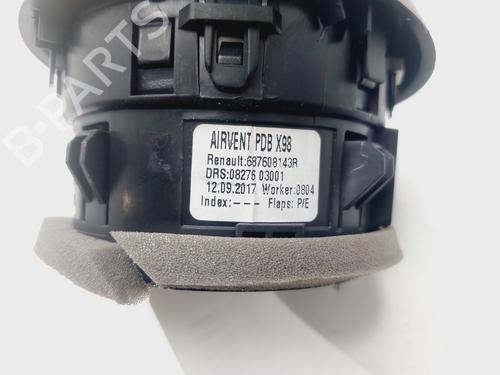 B-PARTS
AIRVENT PDB X98
Renault:687608143R
DRS:08276 03001
12.09.2017 Worker:0804
Index:--- Flaps: P/E